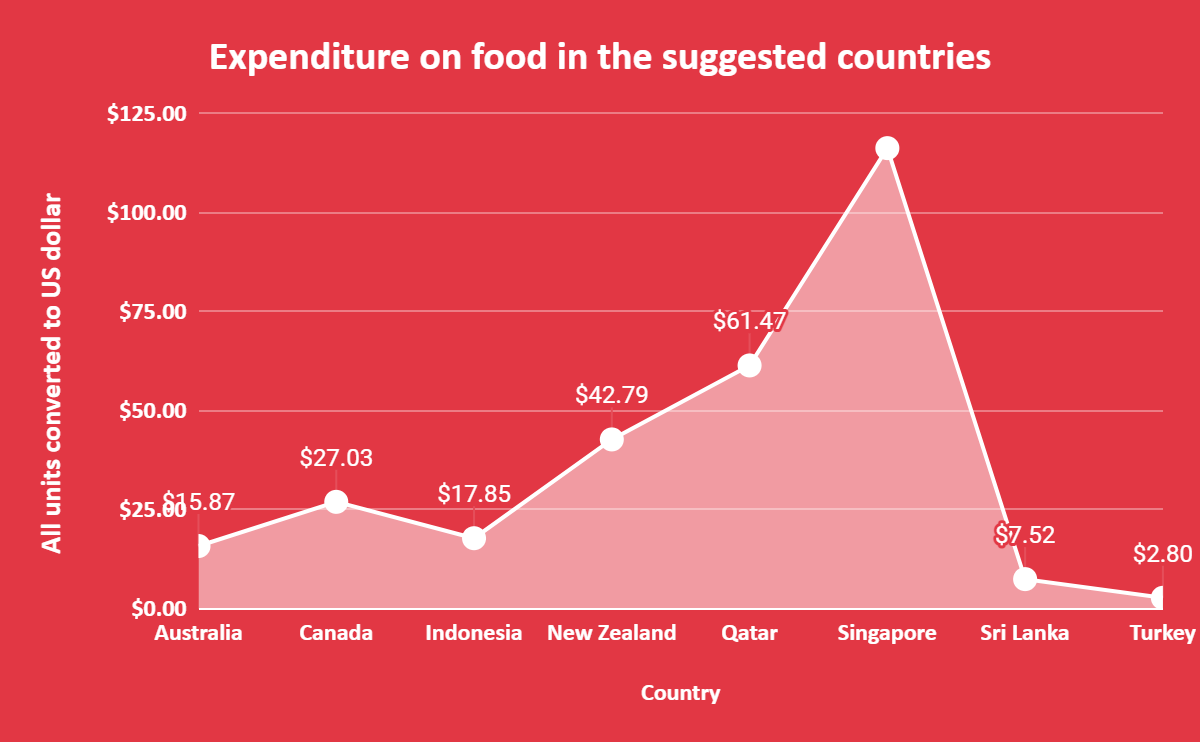 Expenditure on food in the suggested countries
All units converted to US dollar
$125.00
$100.00
$75.00
$50.00
$25.00
$0.00
$15.87
$27.03
$17.85
$42.79
$61.47
$7.52
$2.80
Australia
Canada
Indonesia
New Zealand
Qatar
Singapore
Sri Lanka
Turkey
Country